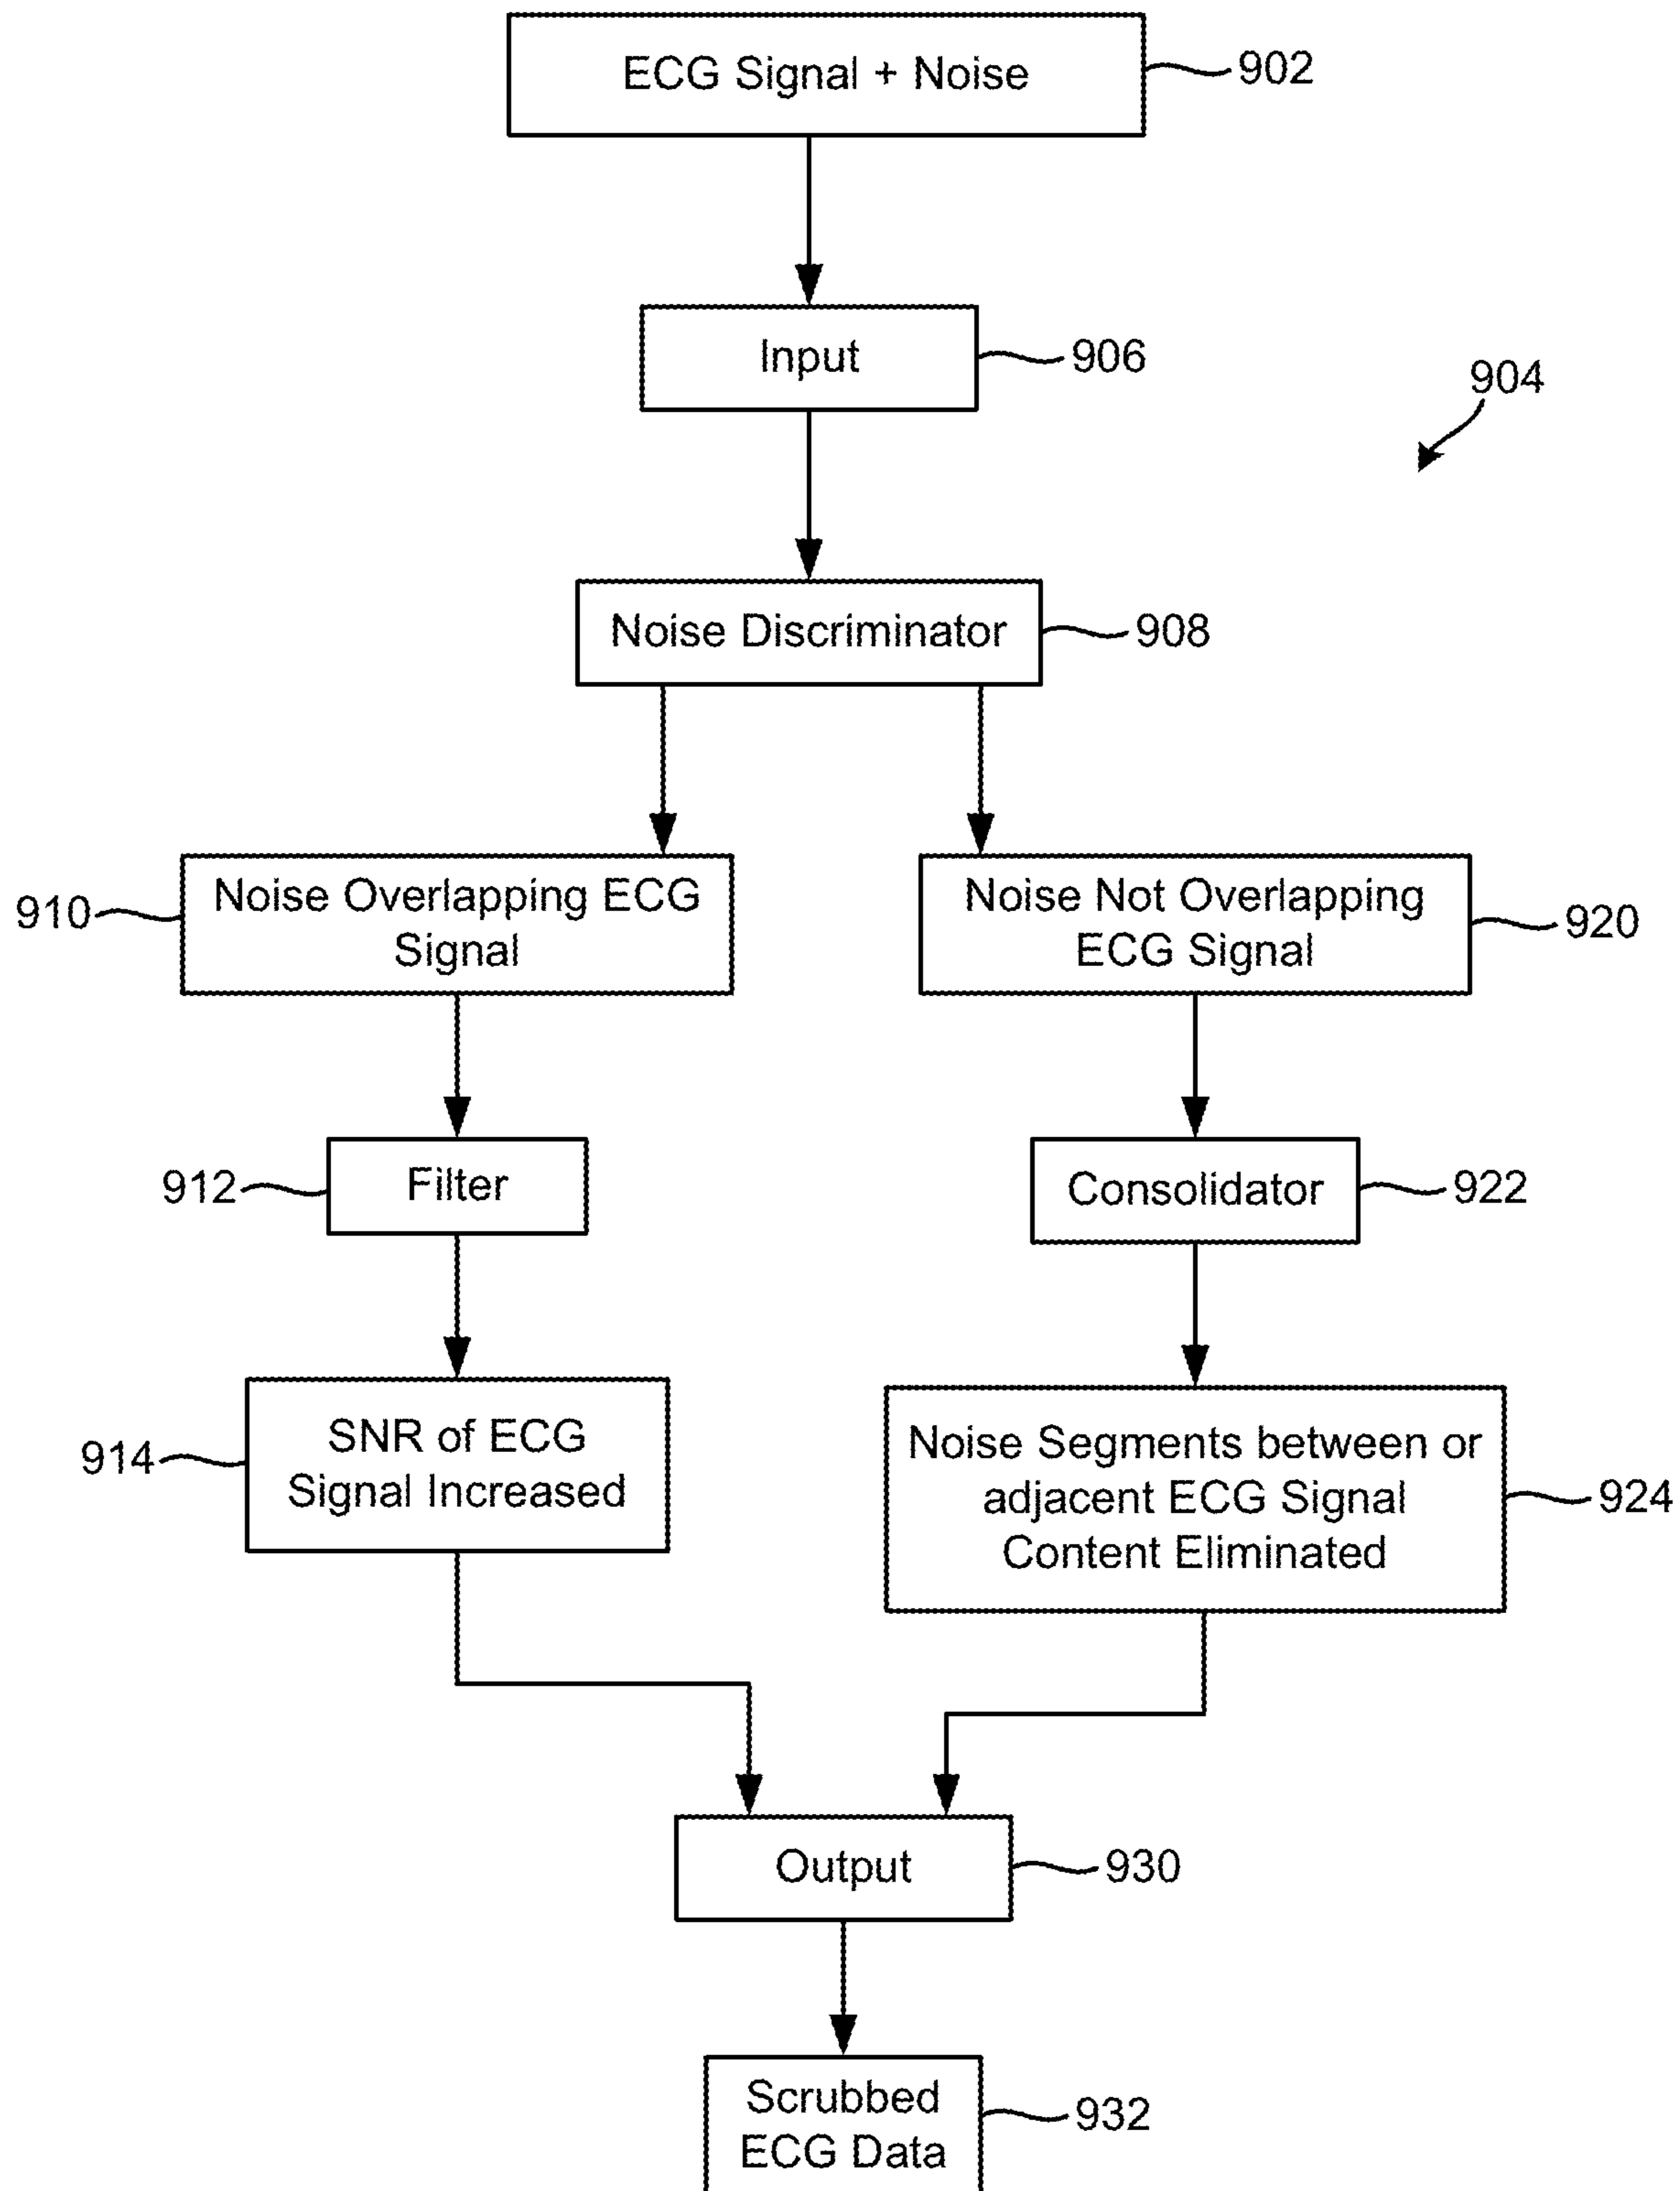 ECG Signal + Noise
902
Input
906
904
Noise Discriminator
908
910
Noise Overlapping ECG
Signal
Noise Not Overlapping
ECG Signal
920
912
Filter
Consolidator
922
914
SNR of ECG
Signal Increased
Noise Segments between or
adjacent ECG Signal
Content Eliminated
924
Output
930
Scrubbed
ECG Data
932